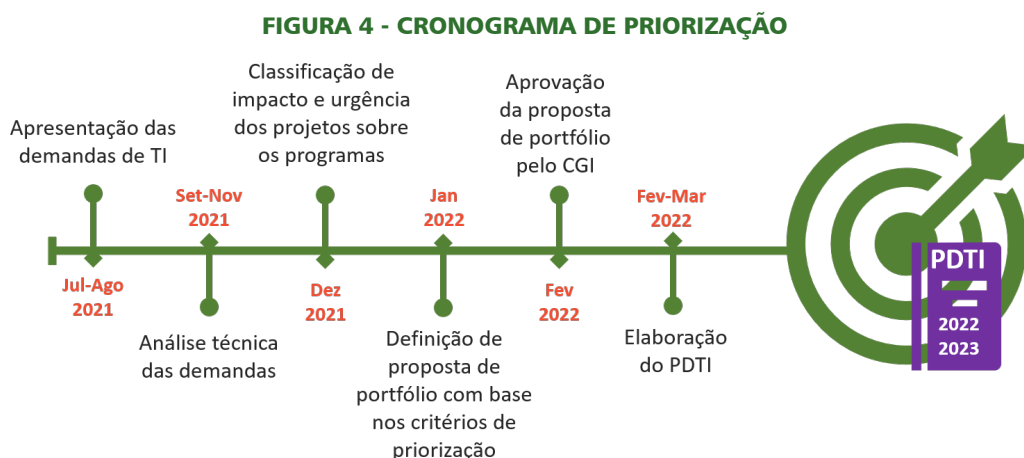 FIGURA 4 - CRONOGRAMA DE PRIORIZAÇÃO
Apresentação das
demandas de TI
Jul-Ago
2021
Set-Nov
2021
Análise técnica
das demandas
Classificação de
impacto e urgência
dos projetos sobre
os programas
Dez
2021
Jan
2022
Definição de
proposta de
portfólio com base
nos critérios de
priorização
Aprovação
da proposta
de portfólio
pelo CGI
Fev
2022
Fev-Mar
2022
Elaboração
do PDTI
PDTI
2022
2023